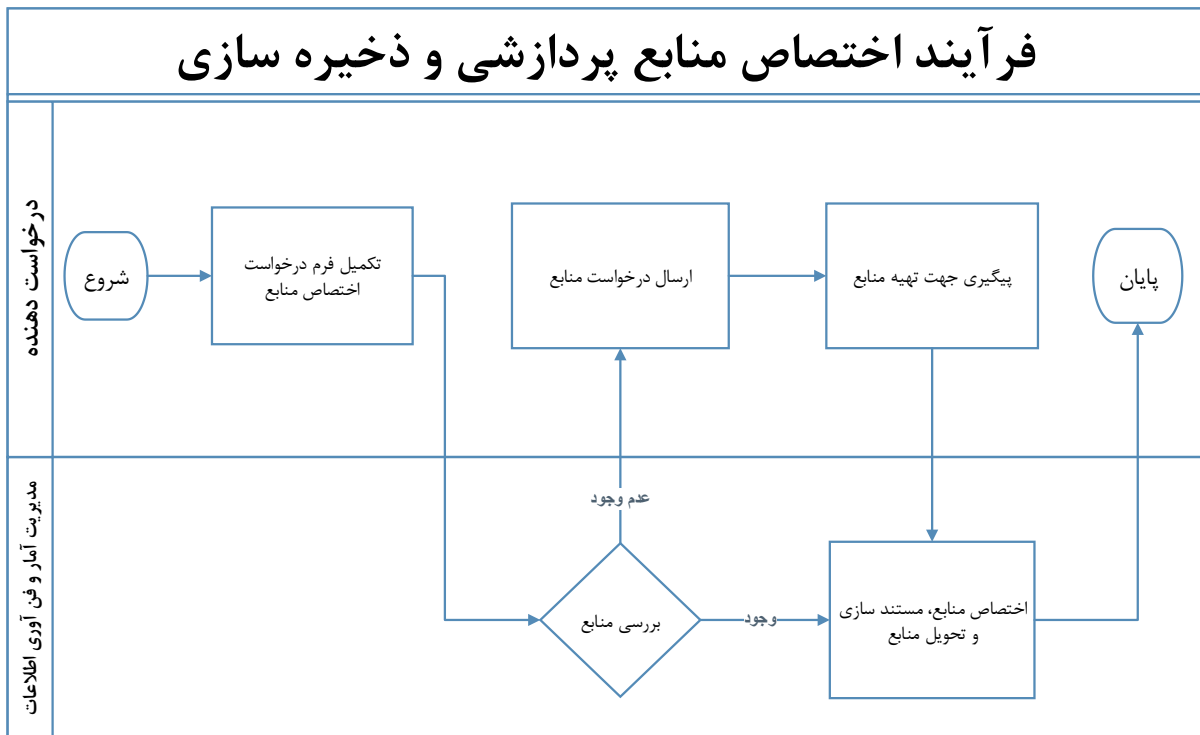 فرآیند اختصاص منابع پردازشی و ذخیره سازی
درخواست دهنده
شروع
تکمیل فرم درخواست
اختصاص منابع
ارسال درخواست منابع
پیگیری جهت تهیه منابع
پایان
مدیریت آمار و فن آوری اطلاعات
عدم وجود
بررسی منابع
وجود
اختصاص منابع، مستند سازی
و تحویل منابع